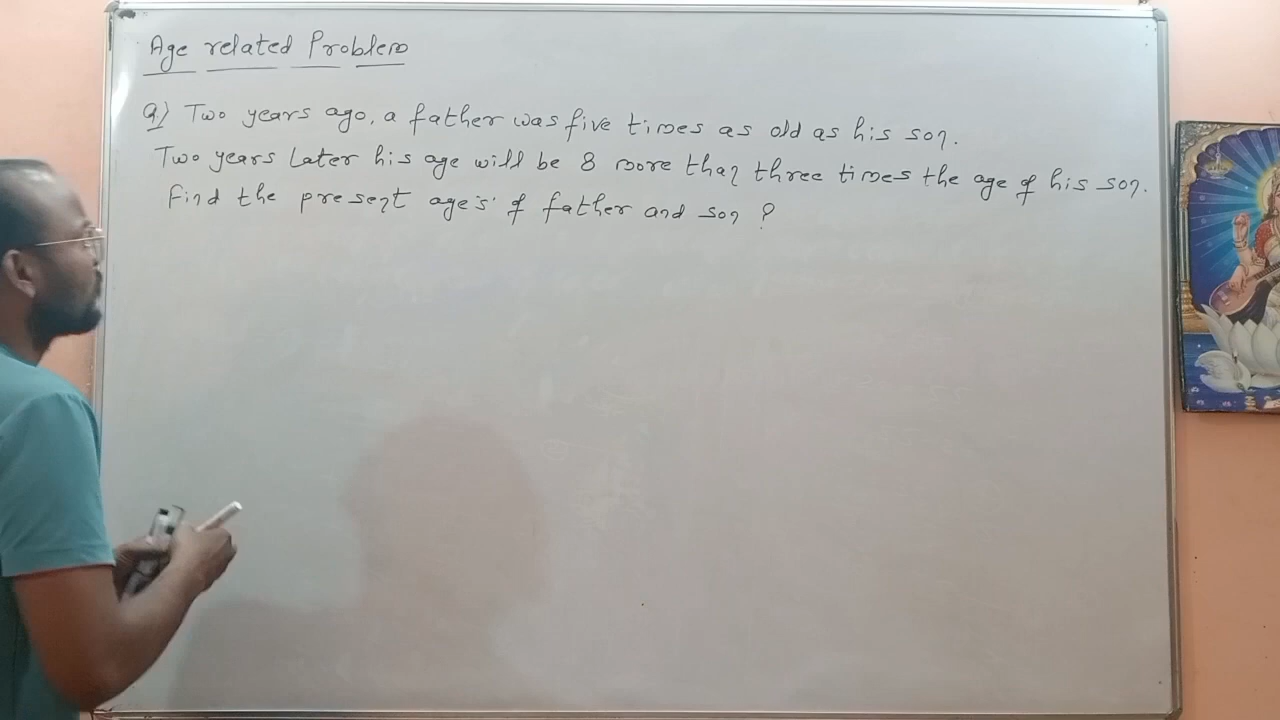 Age related Problem
Q) Two years ago, a father was five times as old as his son.
Two years Later his age will be 8 more than three times the age of his son.
Find the present age's of father and son ?